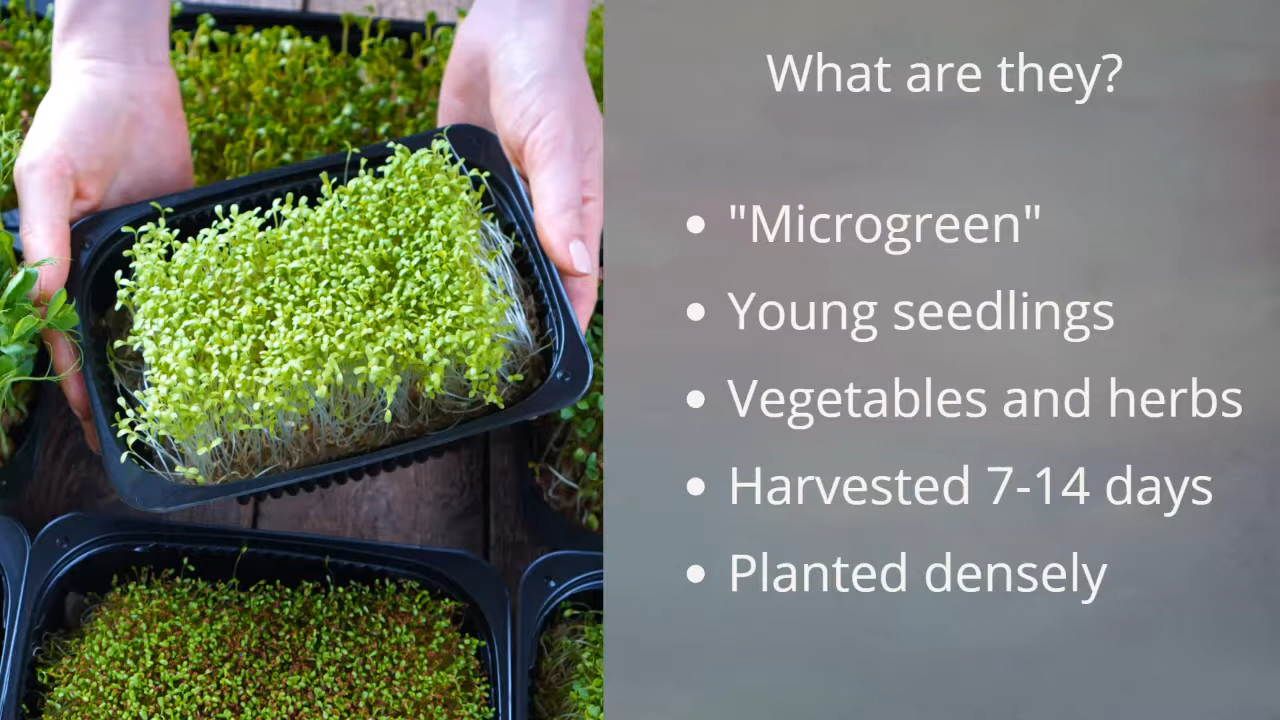 What are they?
• "Microgreen"
• Young seedlings
• Vegetables and herbs
• Harvested 7-14 days
• Planted densely